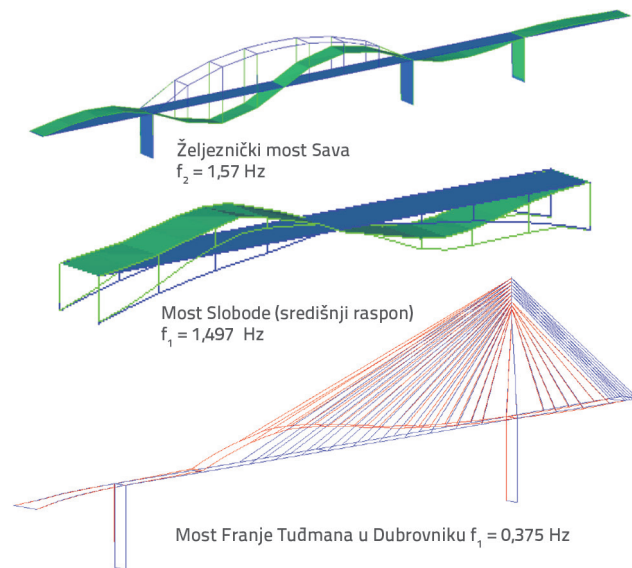 Željeznički most Sava
f₂ = 1,57 Hz
Most Slobode (središnji raspon)
f₁ = 1,497 Hz
Most Franje Tuđmana u Dubrovniku f₁ = 0,375 Hz